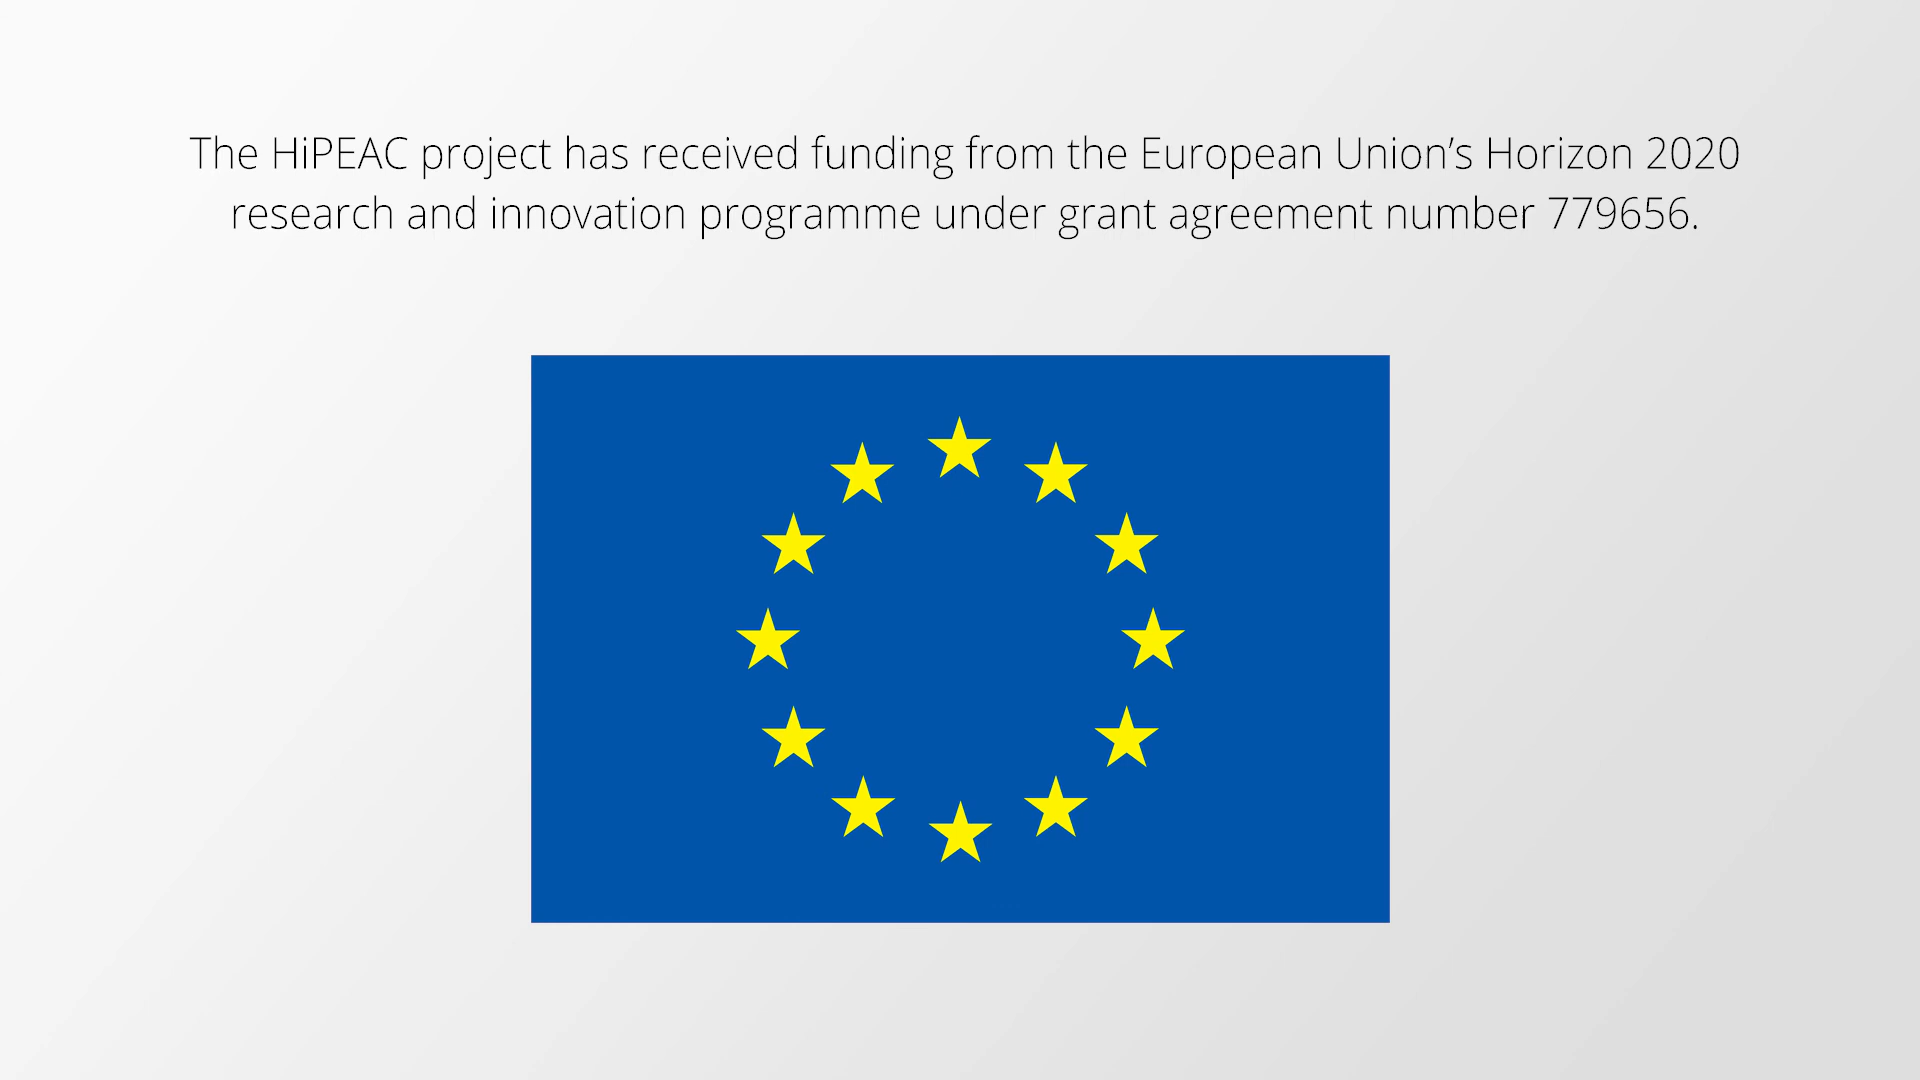 The HiPEAC project has received funding from the European Union’s Horizon 2020
research and innovation programme under grant agreement number 779656.